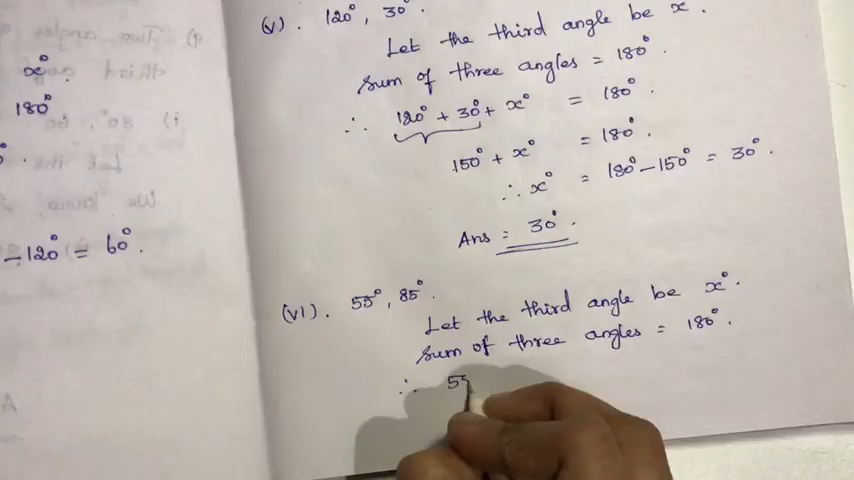 x°
180°
-120° = 60°.
(v). 120°, 30°.
Let the third angle be x.
sum of three angles = 180°.
∴ 120° + 30° + x° = 180°.
150° + x° = 180°.
∴ x° = 180° - 150° = 30°.
Ans = 30°.
(vi). 55°, 85°.
Let the third angle be x°.
sum of three angles = 180°.
∴ 55